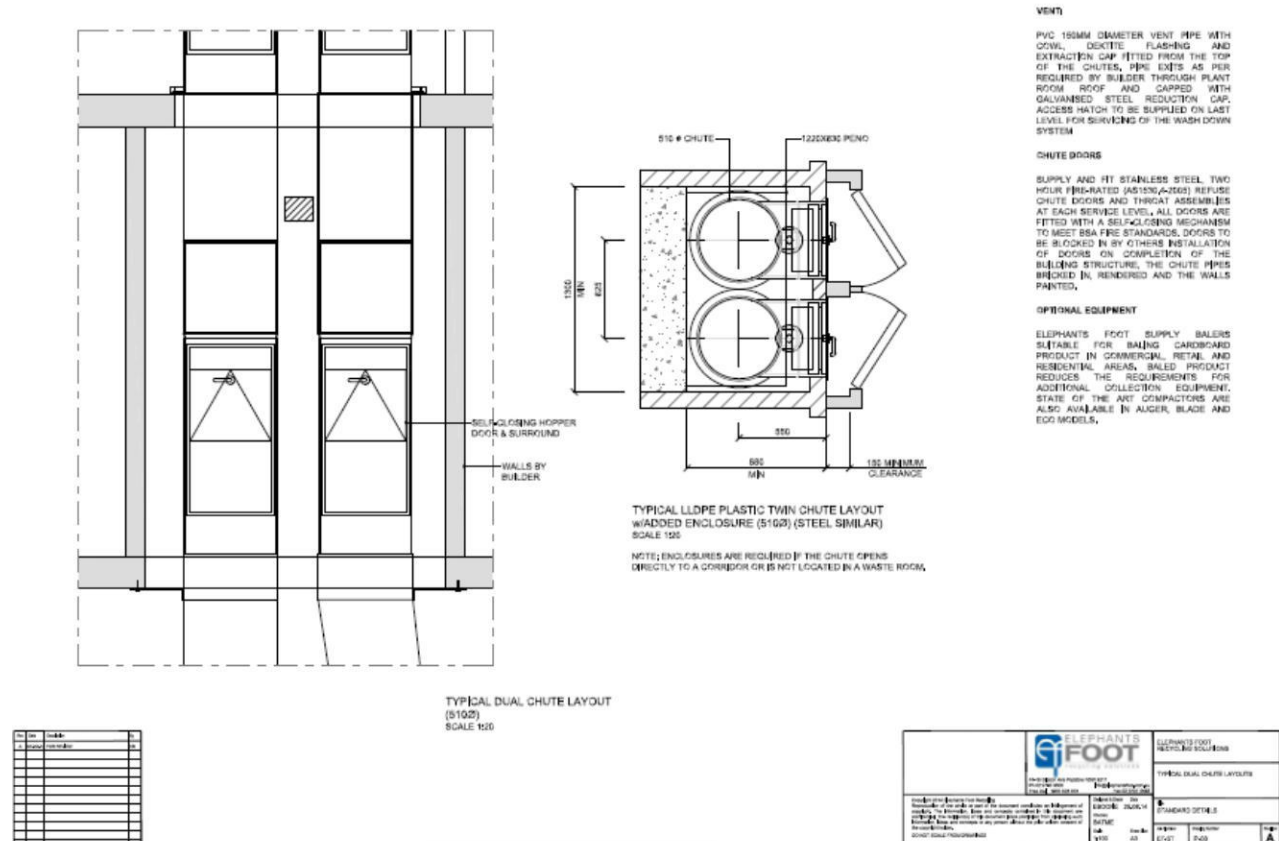 VENT:
PVC 150MM DIAMETER VENT PIPE WITH
COWL, DEKTITE FLASHING AND
EXTRACTION CAP FITTED FROM THE TOP
OF THE CHUTES. PIPE EXITS AS PER
REQUIRED BY BUILDER THROUGH PLANT
ROOM ROOF AND CAPPED WITH
GALVANISED STEEL REDUCTION CAP.
ACCESS HATCH TO BE SUPPLIED ON LAST
LEVEL FOR SERVICING OF THE WASH DOWN
SYSTEM
CHUTE DOORS
SUPPLY AND FIT STAINLESS STEEL, TWO
HOUR FIRE-RATED (AS1530.4-2005) REFUSE
CHUTE DOORS AND THROAT ASSEMBLIES
AT EACH SERVICE LEVEL. ALL DOORS ARE
FITTED WITH A SELF-CLOSING MECHANISM
TO MEET BSA FIRE STANDARDS. DOORS TO
BE BLOCKED IN BY OTHERS INSTALLATION
OF DOORS ON COMPLETION OF THE
BUILDING STRUCTURE, THE CHUTE PIPES
BRICKED IN, RENDERED AND THE WALLS
PAINTED.
OPTIONAL EQUIPMENT
ELEPHANTS FOOT SUPPLY BALERS
SUITABLE FOR BALING CARDBOARD
PRODUCT IN COMMERCIAL, RETAIL AND
RESIDENTIAL AREAS. BALED PRODUCT
REDUCES THE REQUIREMENTS FOR
ADDITIONAL COLLECTION EQUIPMENT.
STATE OF THE ART COMPACTORS ARE
ALSO AVAILABLE IN AUGER, BLADE AND
ECO MODELS.
510 ø CHUTE
1220X630 PENO
1300
MIN
625
550
880
MIN
150 MINIMUM
CLEARANCE
SELF-CLOSING HOPPER
DOOR & SURROUND
WALLS BY
BUILDER
TYPICAL LLDPE PLASTIC TWIN CHUTE LAYOUT
w/ADDED ENCLOSURE (510Ø) (STEEL SIMILAR)
SCALE 1:20
NOTE: ENCLOSURES ARE REQUIRED IF THE CHUTE OPENS
DIRECTLY TO A CORRIDOR OR IS NOT LOCATED IN A WASTE ROOM.
TYPICAL DUAL CHUTE LAYOUT
(510Ø)
SCALE 1:20
ELEPHANTS
FOOT
recycling solutions
ELEPHANTS FOOT
RECYCLING SOLUTIONS
TYPICAL DUAL CHUTE LAYOUTS
STANDARD DETAILS
DO NOT SCALE FROM DRAWINGS
A